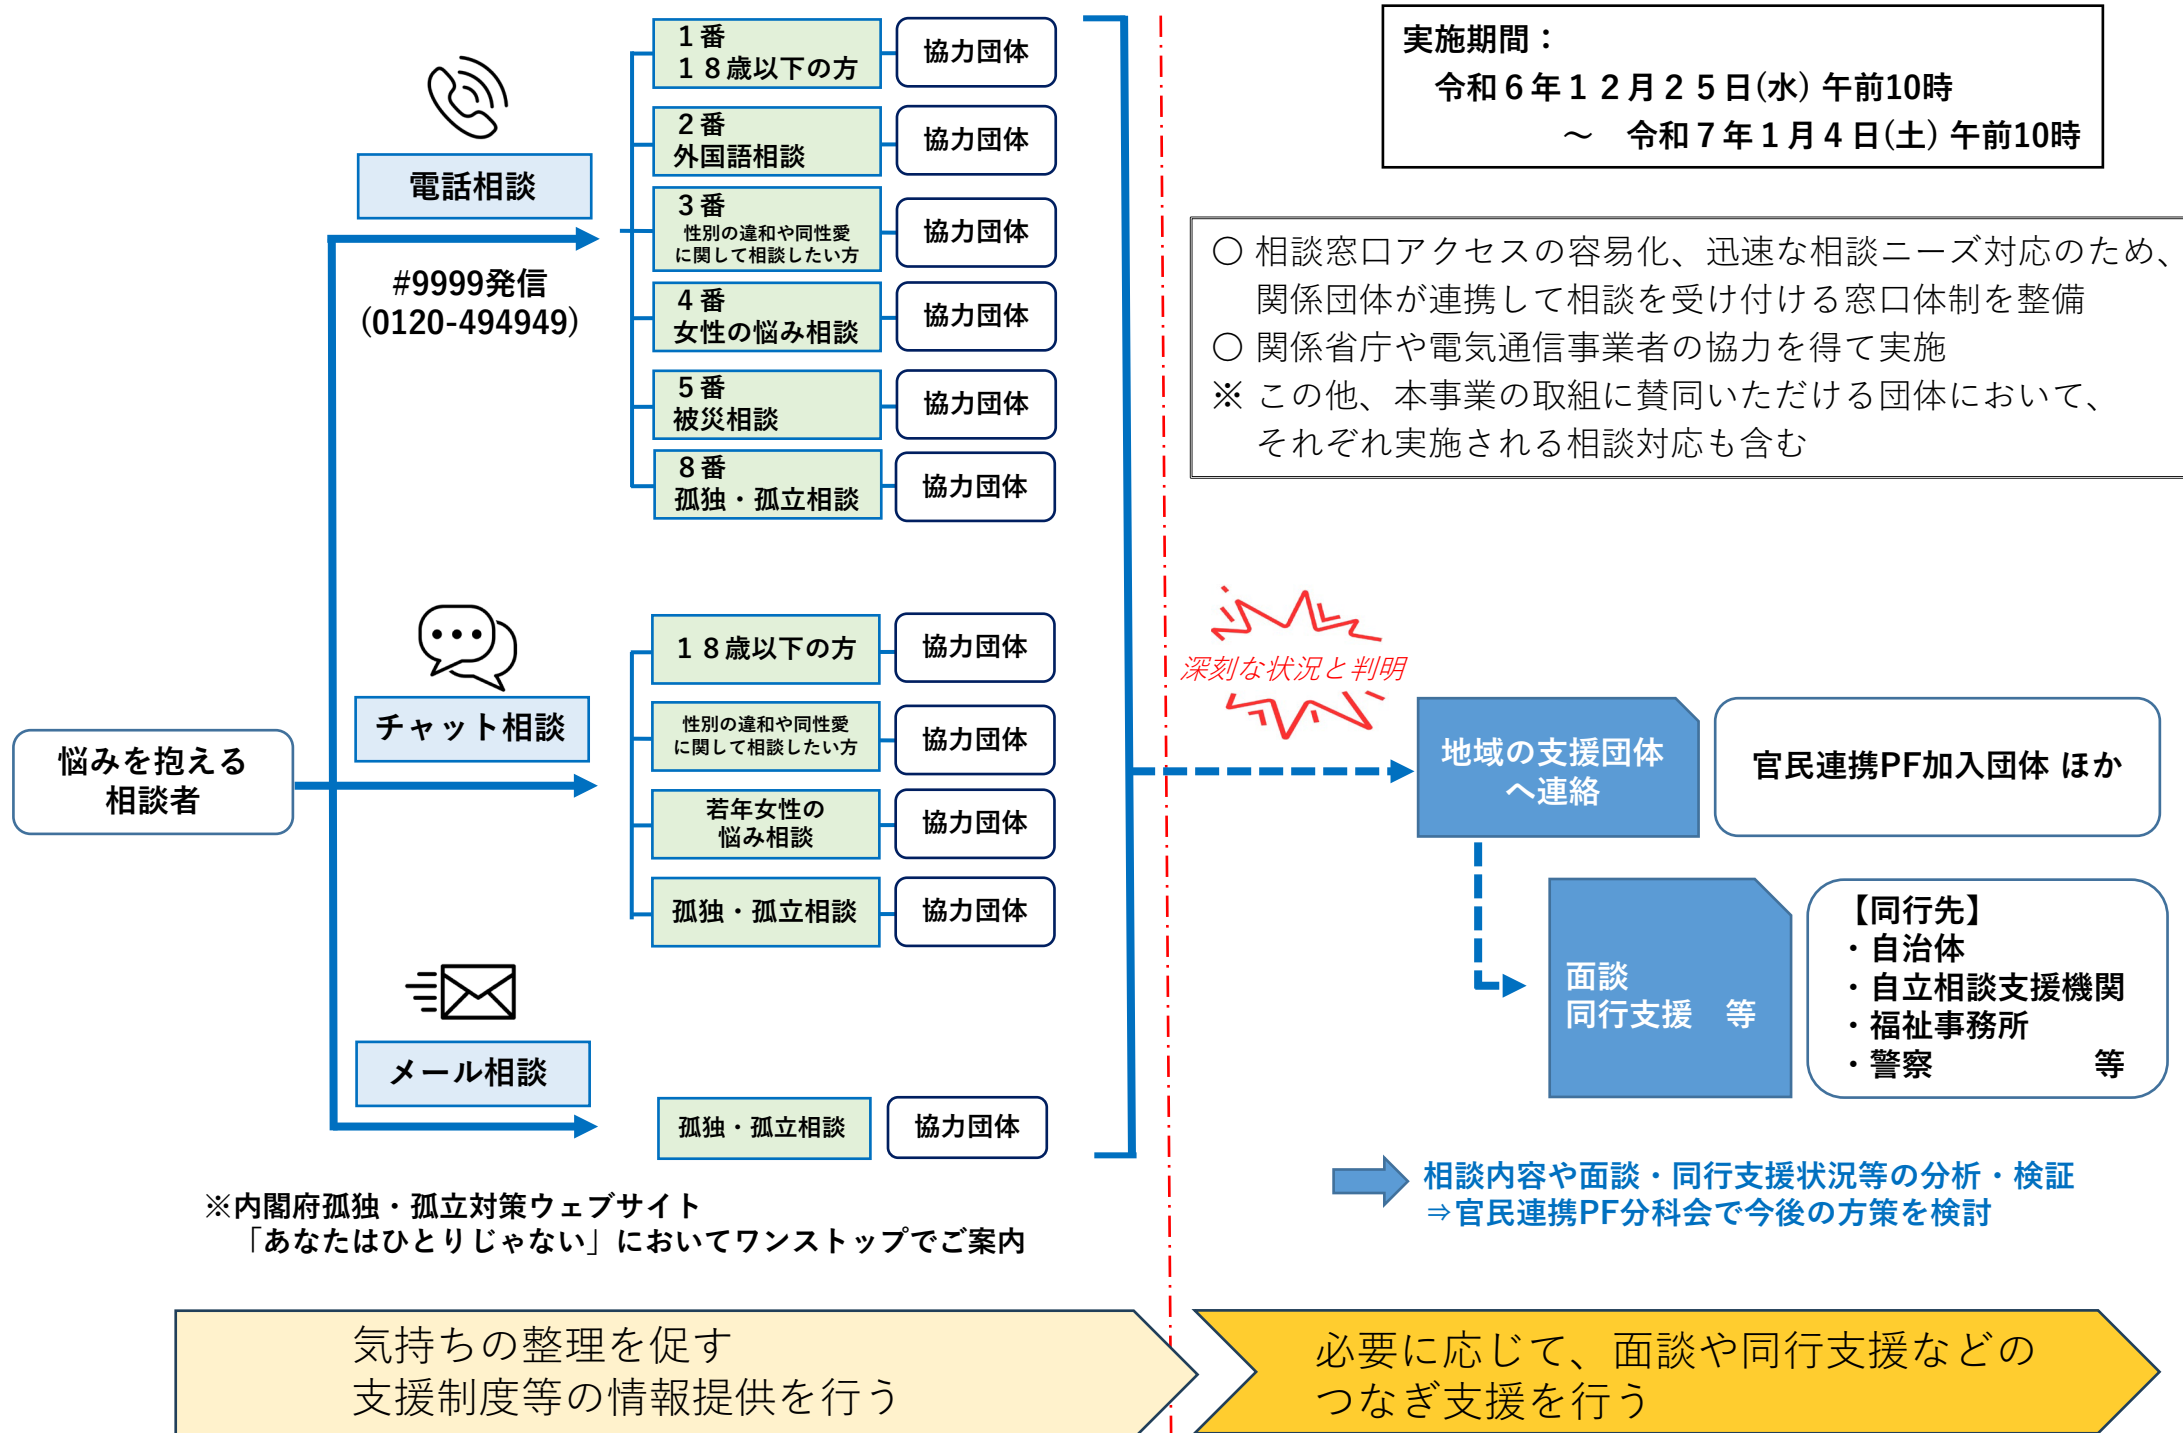 実施期間：
令和６年１２月２５日(水) 午前10時
～　令和７年１月４日(土) 午前10時
○ 相談窓口アクセスの容易化、迅速な相談ニーズ対応のため、
関係団体が連携して相談を受け付ける窓口体制を整備
○ 関係省庁や電気通信事業者の協力を得て実施
※ この他、本事業の取組に賛同いただける団体において、
それぞれ実施される相談対応も含む
悩みを抱える
相談者
電話相談
#9999発信
(0120-494949)
１番
１８歳以下の方
協力団体
２番
外国語相談
協力団体
３番
性別の違和や同性愛
に関して相談したい方
協力団体
４番
女性の悩み相談
協力団体
５番
被災相談
協力団体
８番
孤独・孤立相談
協力団体
チャット相談
１８歳以下の方
協力団体
性別の違和や同性愛
に関して相談したい方
協力団体
若年女性の
悩み相談
協力団体
孤独・孤立相談
協力団体
メール相談
孤独・孤立相談
協力団体
※内閣府孤独・孤立対策ウェブサイト
「あなたはひとりじゃない」においてワンストップでご案内
深刻な状況と判明
地域の支援団体
へ連絡
官民連携PF加入団体 ほか
面談
同行支援　等
【同行先】
・自治体
・自立相談支援機関
・福祉事務所
・警察　　　　　等
相談内容や面談・同行支援状況等の分析・検証
⇒官民連携PF分科会で今後の方策を検討
気持ちの整理を促す
支援制度等の情報提供を行う
必要に応じて、面談や同行支援などの
つなぎ支援を行う